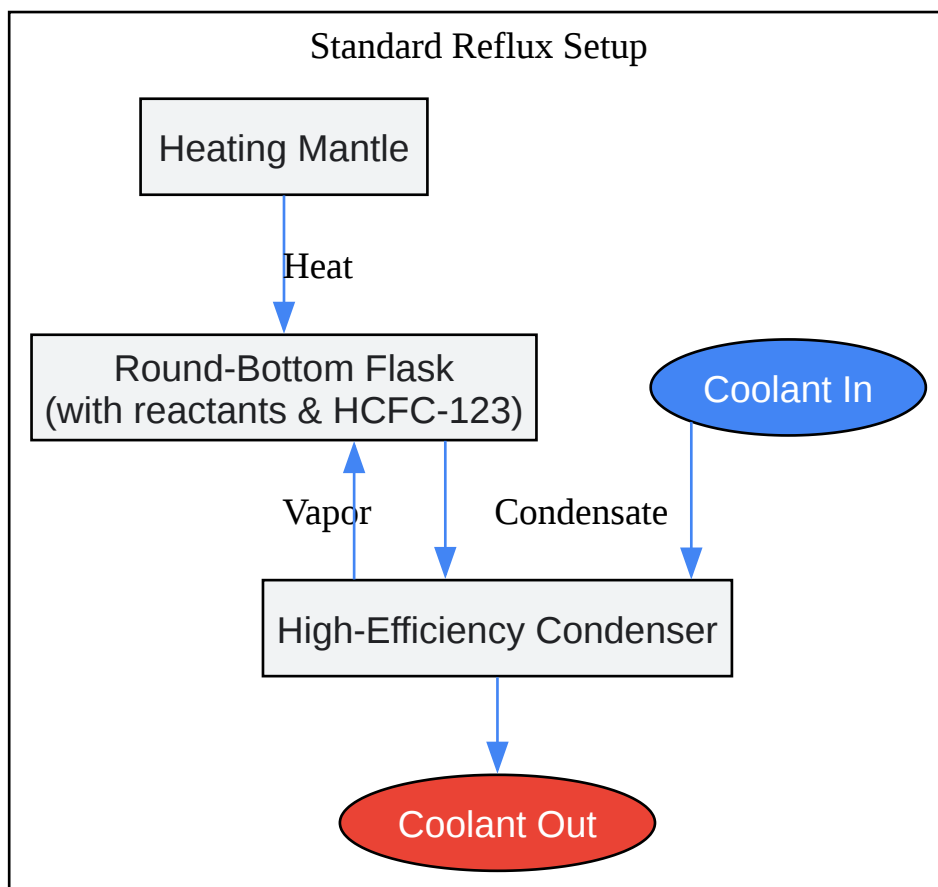 Standard Reflux Setup
Heating Mantle
Heat
Round-Bottom Flask
(with reactants & HCFC-123)
Coolant In
Vapor
Condensate
High-Efficiency Condenser
Coolant Out